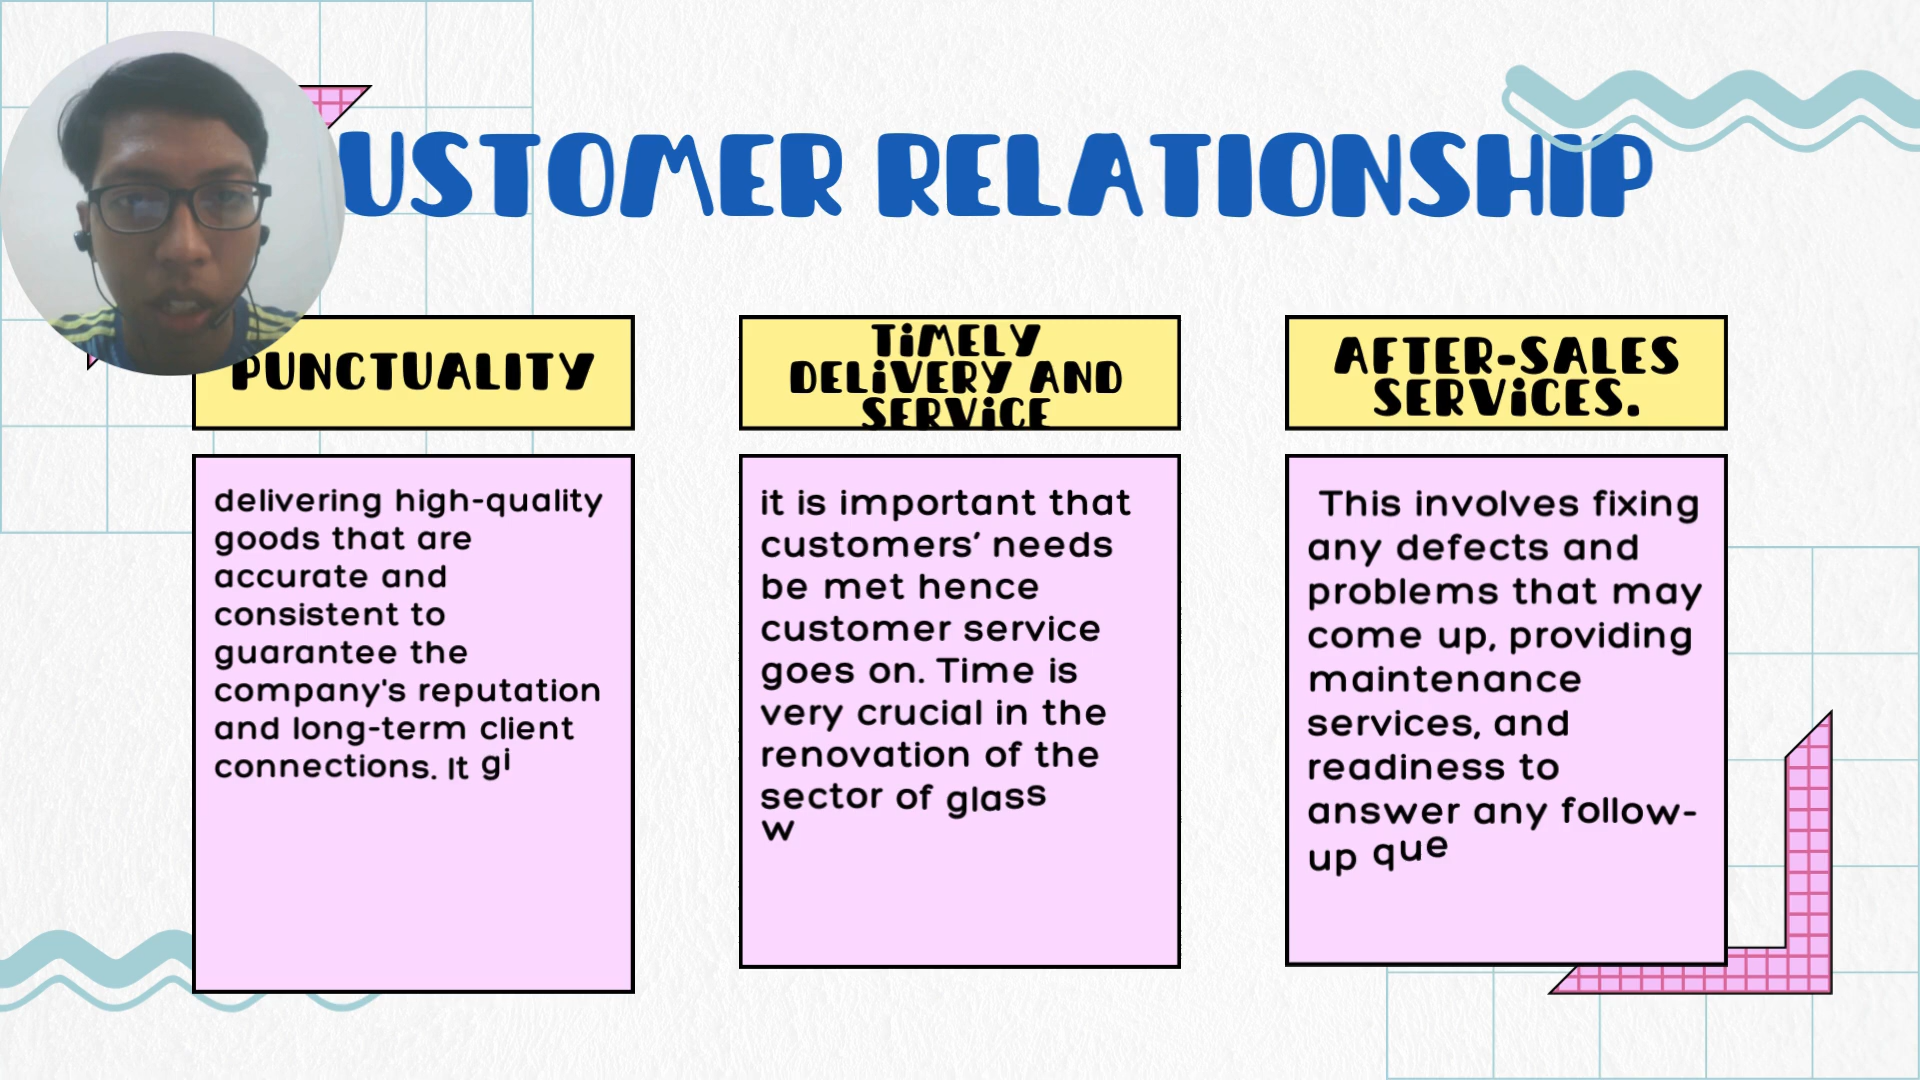 USTOMER RELATIONSHIP
PUNCTUALITY
delivering high-quality
goods that are
accurate and
consistent to
guarantee the
company's reputation
and long-term client
connections. It gi
TiMELY
DELiVERY AND
SERViCE
it is important that
customers’ needs
be met hence
customer service
goes on. Time is
very crucial in the
renovation of the
sector of glass
w
AFTER-SALES
SERViCES.
This involves fixing
any defects and
problems that may
come up, providing
maintenance
services, and
readiness to
answer any follow-
up que